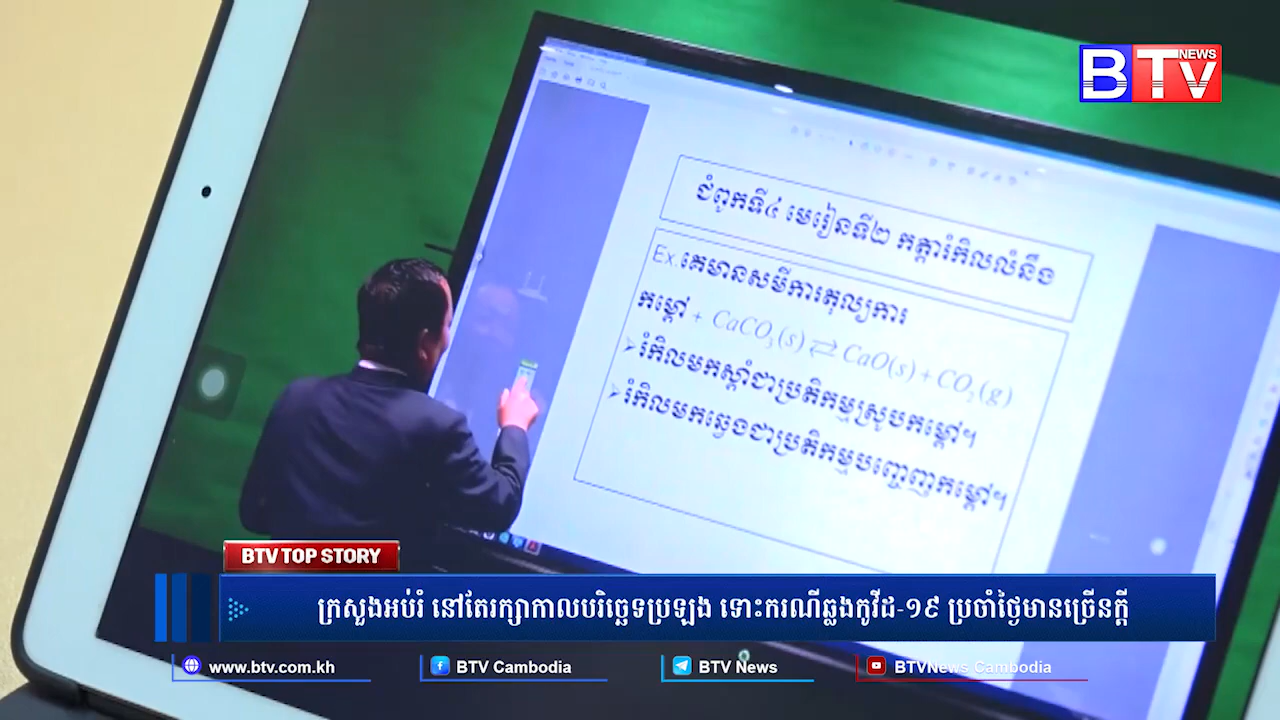 BTV NEWS
ជំពូកទី៤ មេរៀនទី២ កត្តារំកិលលំនឹង
Ex.គេមានសមីការតុល្យការ
កម្ដៅ + CaCO₃(s) ⇄ CaO(s) + CO₂(g)
➢រំកិលមកស្ដាំជាប្រតិកម្មស្រូបកម្ដៅ។
➢រំកិលមកឆ្វេងជាប្រតិកម្មបញ្ចេញកម្ដៅ។
BTV TOP STORY
ក្រសួងអប់រំ នៅតែរក្សាកាលបរិច្ឆេទប្រឡង ទោះករណីឆ្លងកូវីដ-១៩ ប្រចាំថ្ងៃមានច្រើនក្ដី
www.btv.com.kh
BTV Cambodia
BTV News
BTVNews Cambodia